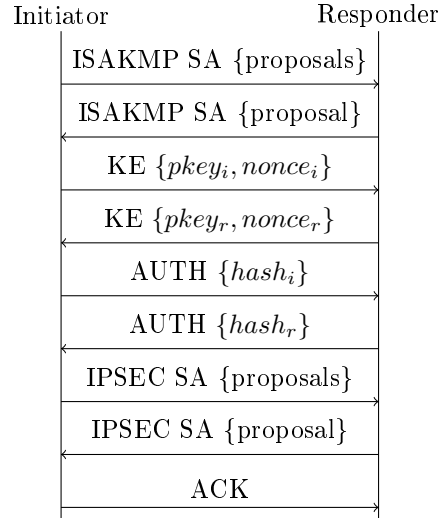 Initiator Responder
ISAKMP SA {proposals}
ISAKMP SA {proposal}
KE {pkey_i, nonce_i}
KE {pkey_r, nonce_r}
AUTH {hash_i}
AUTH {hash_r}
IPSEC SA {proposals}
IPSEC SA {proposal}
ACK